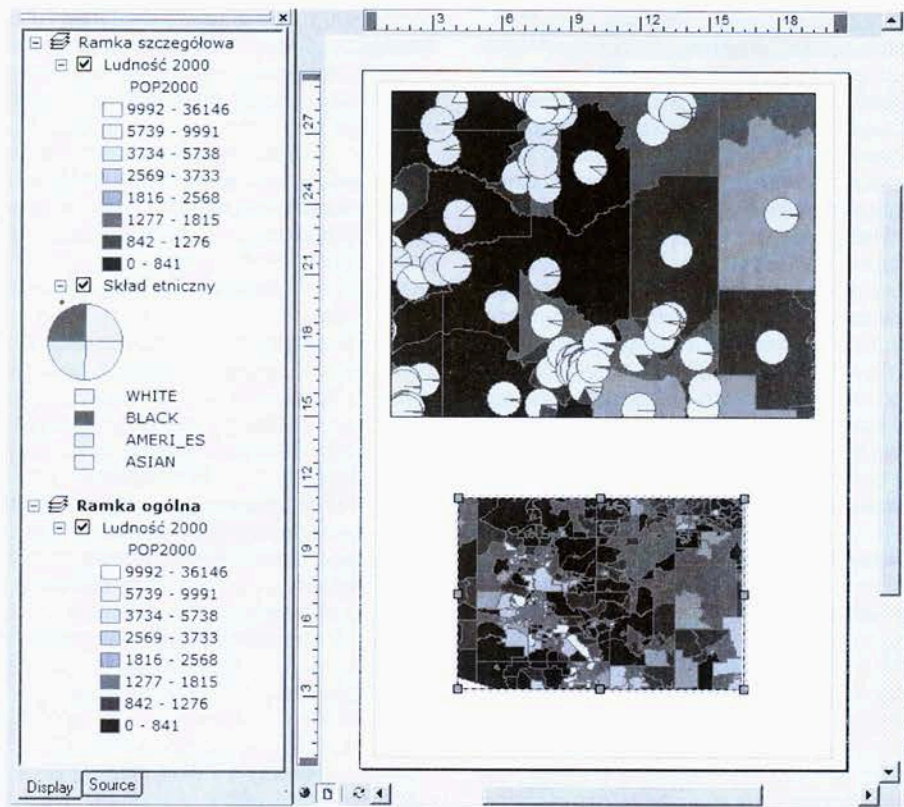 Ramka szczegółowa
Ludność 2000
POP2000
9992 - 36146
5739 - 9991
3734 - 5738
2569 - 3733
1816 - 2568
1277 - 1815
842 - 1276
0 - 841
Skład etniczny
WHITE
BLACK
AMERI_ES
ASIAN
Ramka ogólna
Ludność 2000
POP2000
9992 - 36146
5739 - 9991
3734 - 5738
2569 - 3733
1816 - 2568
1277 - 1815
842 - 1276
0 - 841
Display Source
3 6 9 12 15 18
27
24
21
18
15
12
9
6
3